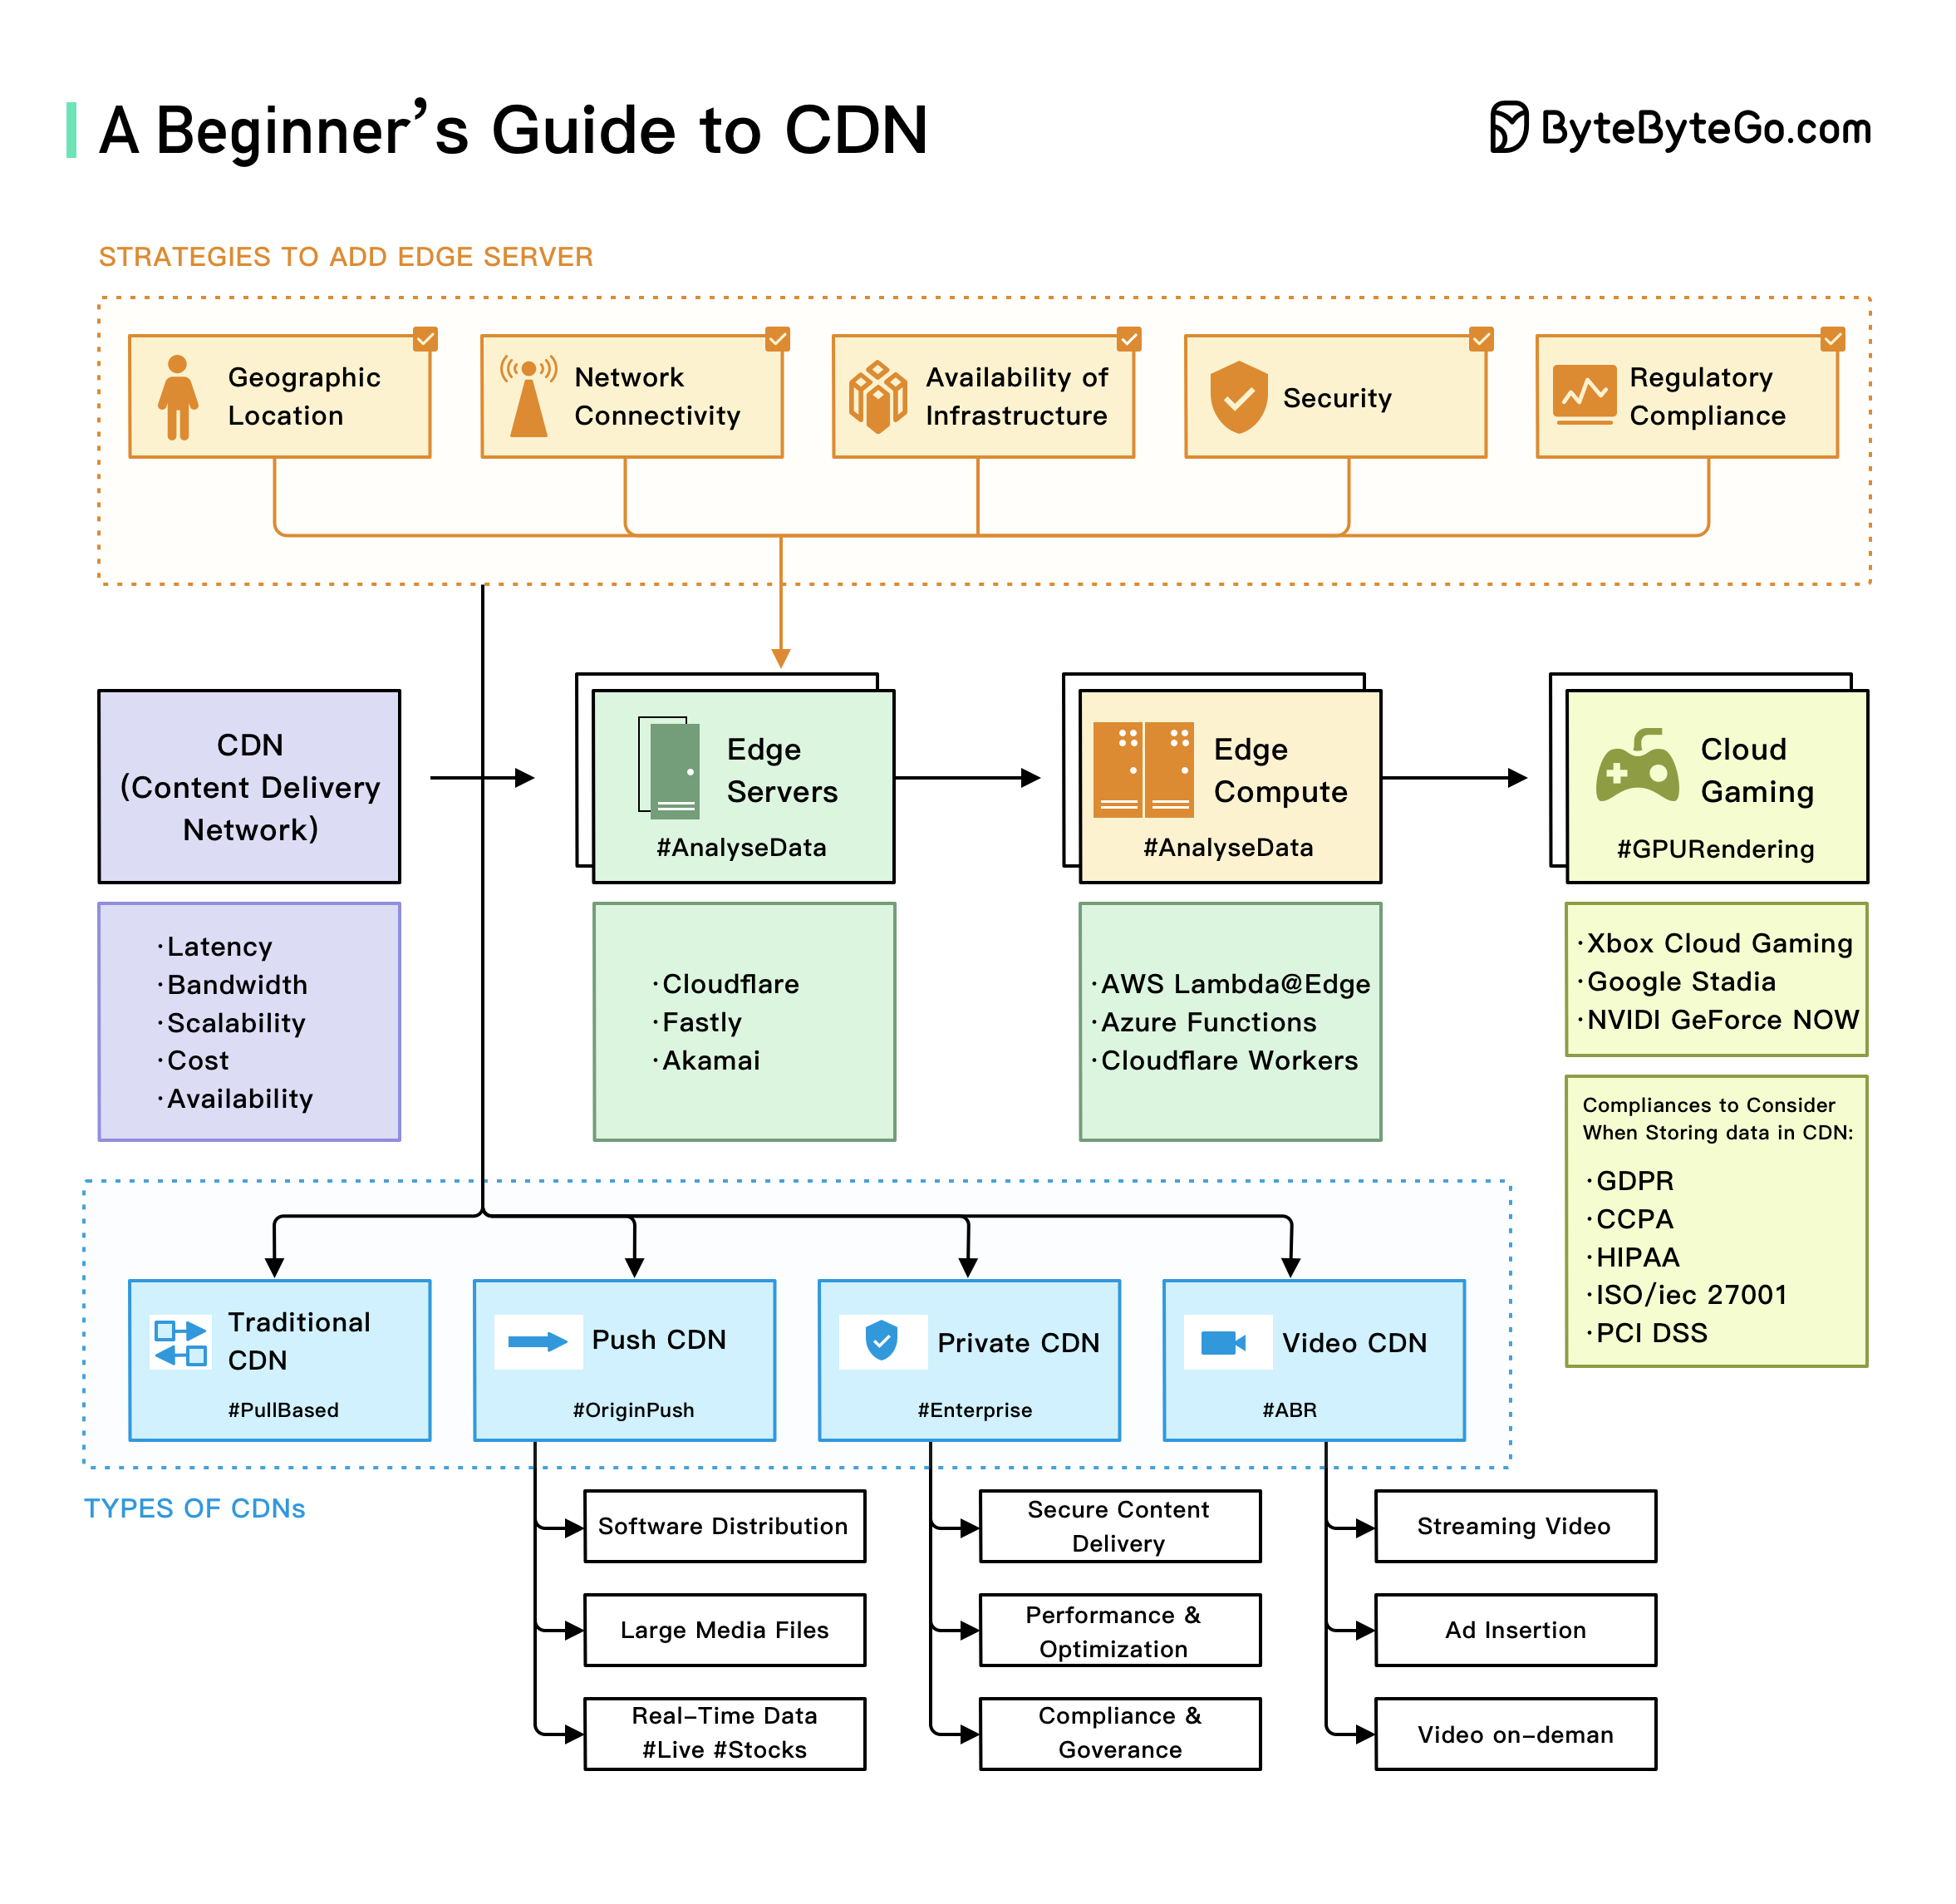 A Beginner’s Guide to CDN
ByteByteGo.com
STRATEGIES TO ADD EDGE SERVER
Geographic
Location
Network
Connectivity
Availability of
Infrastructure
Security
Regulatory
Compliance
CDN
(Content Delivery
Network)
Edge
Servers
#AnalyseData
Edge
Compute
#AnalyseData
Cloud
Gaming
#GPURendering
·Latency
·Bandwidth
·Scalability
·Cost
·Availability
·Cloudflare
·Fastly
·Akamai
·AWS Lambda@Edge
·Azure Functions
·Cloudflare Workers
·Xbox Cloud Gaming
·Google Stadia
·NVIDI GeForce NOW
Compliances to Consider
When Storing data in CDN:
·GDPR
·CCPA
·HIPAA
·ISO/iec 27001
·PCI DSS
Traditional
CDN
#PullBased
Push CDN
#OriginPush
Private CDN
#Enterprise
Video CDN
#ABR
TYPES OF CDNs
Software Distribution
Large Media Files
Real-Time Data
#Live #Stocks
Secure Content
Delivery
Performance &
Optimization
Compliance &
Goverance
Streaming Video
Ad Insertion
Video on-deman